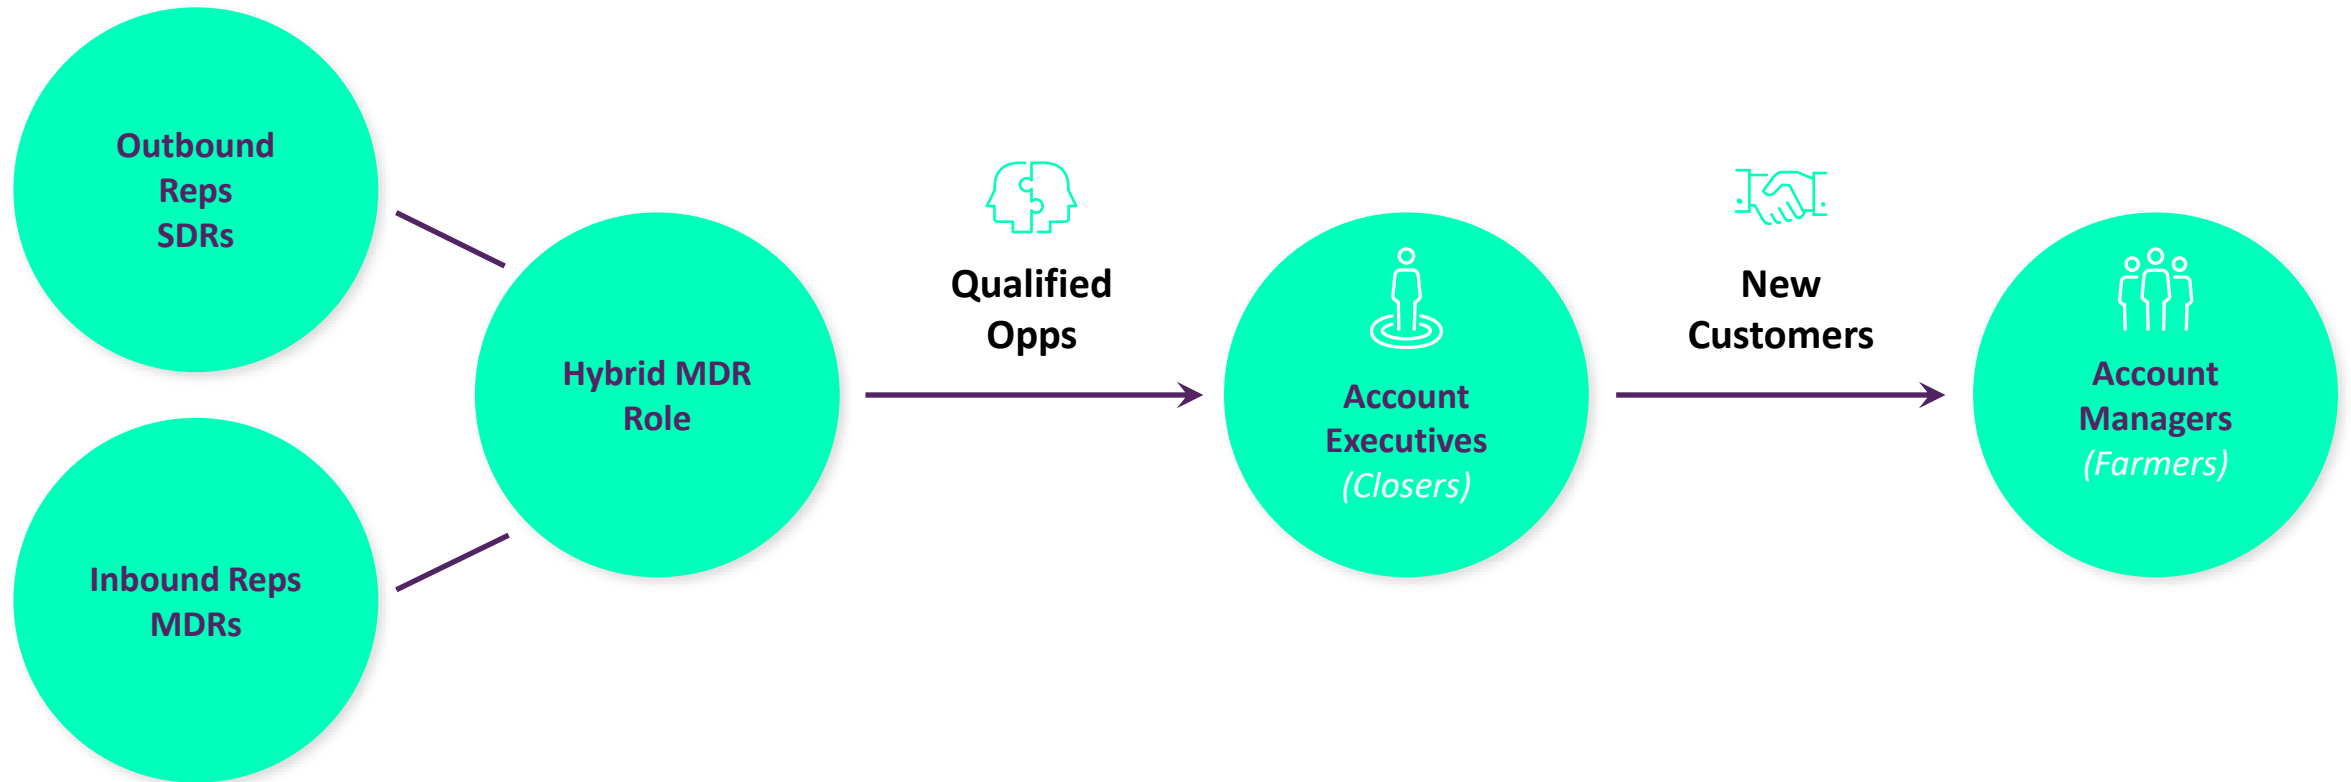 Outbound
Reps
SDRs
Inbound Reps
MDRs
Hybrid MDR
Role
Qualified
Opps
Account
Executives
(Closers)
New
Customers
Account
Managers
(Farmers)